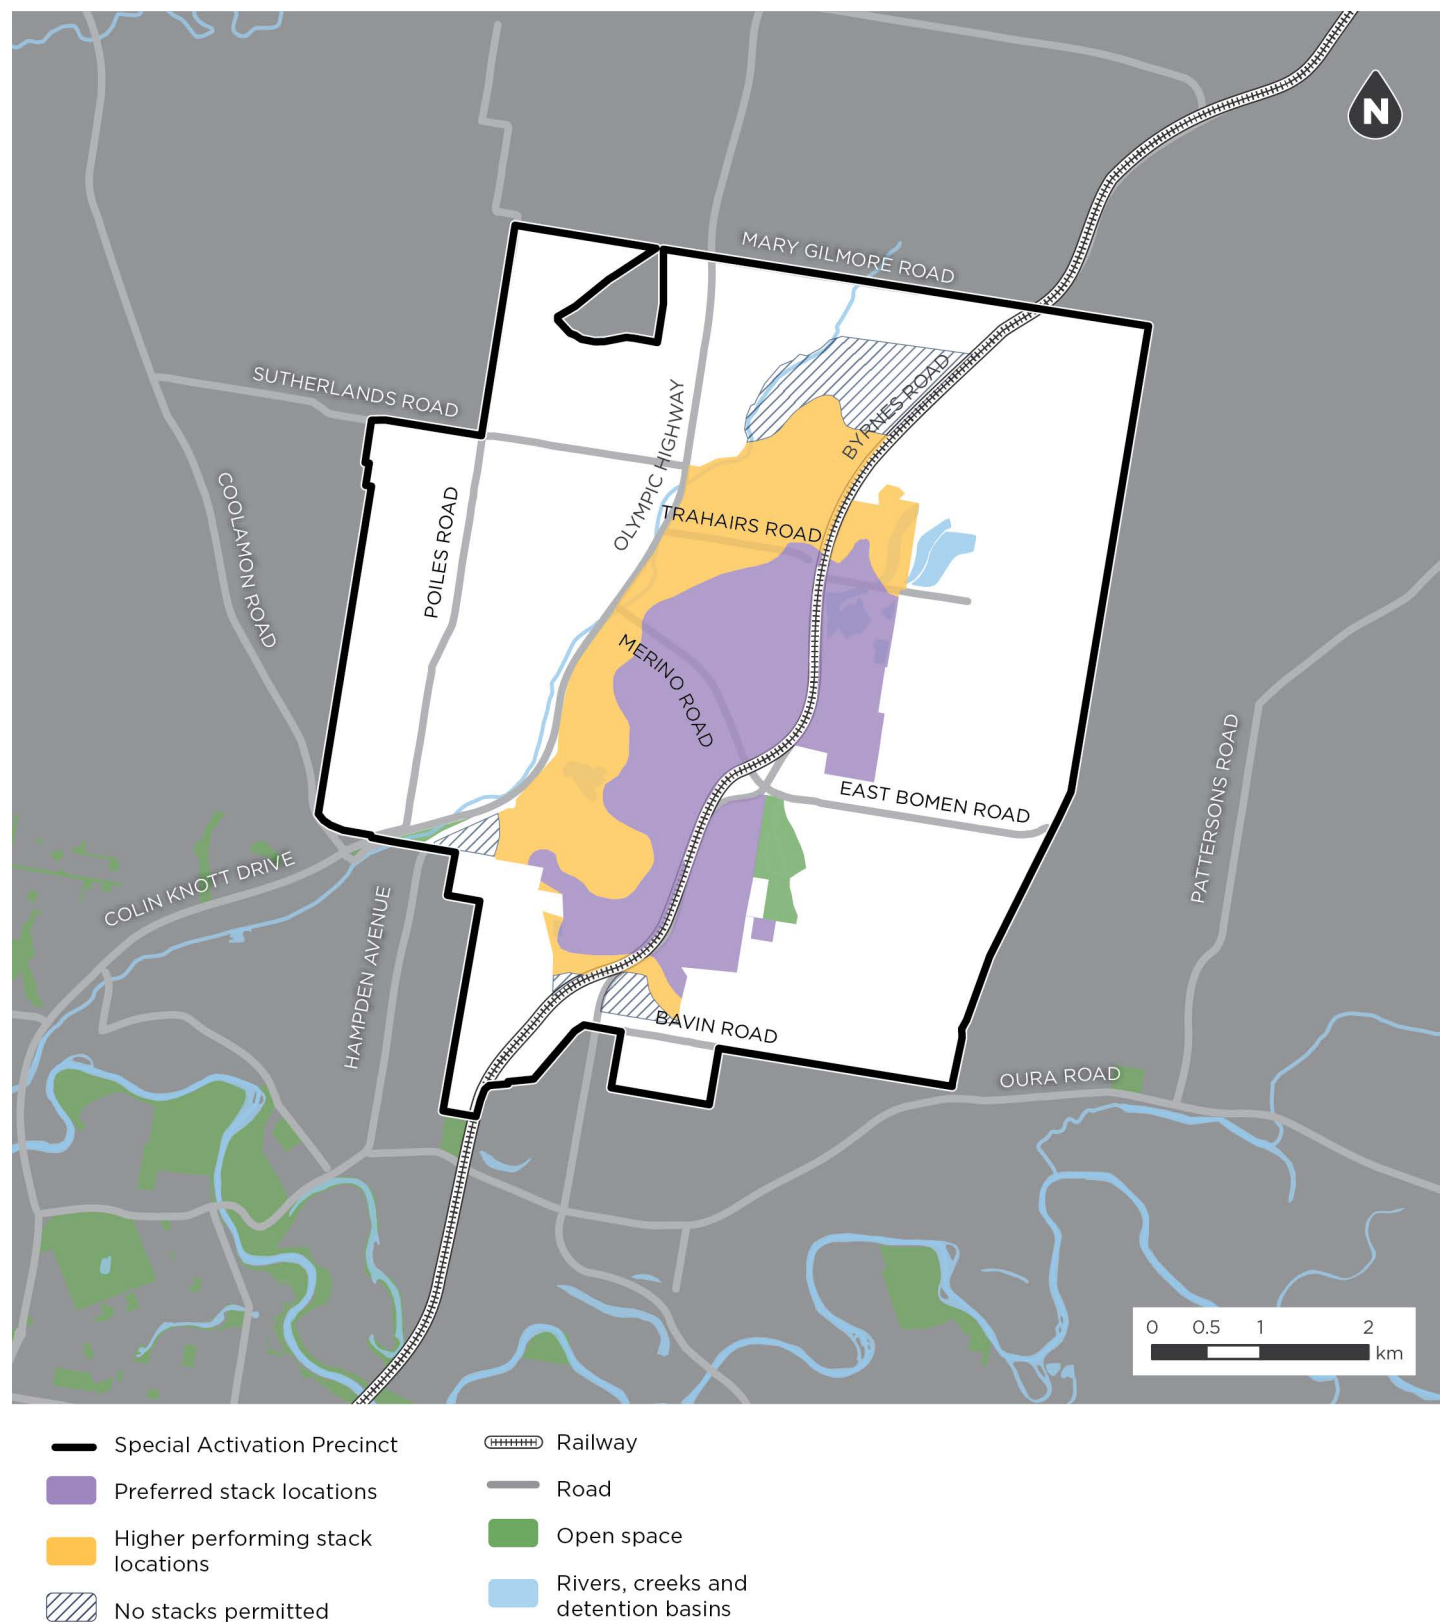 N
MARY GILMORE ROAD
SUTHERLANDS ROAD
BYRNES ROAD
OLYMPIC HIGHWAY
COOLAMON ROAD
POILES ROAD
TRAHAIRS ROAD
MERINO ROAD
PATTERSONS ROAD
EAST BOMEN ROAD
COLIN KNOTT DRIVE
HAMPDEN AVENUE
BAVIN ROAD
OURA ROAD
0 0.5 1 2
km
Special Activation Precinct
Preferred stack locations
Higher performing stack
locations
No stacks permitted
Railway
Road
Open space
Rivers, creeks and
detention basins